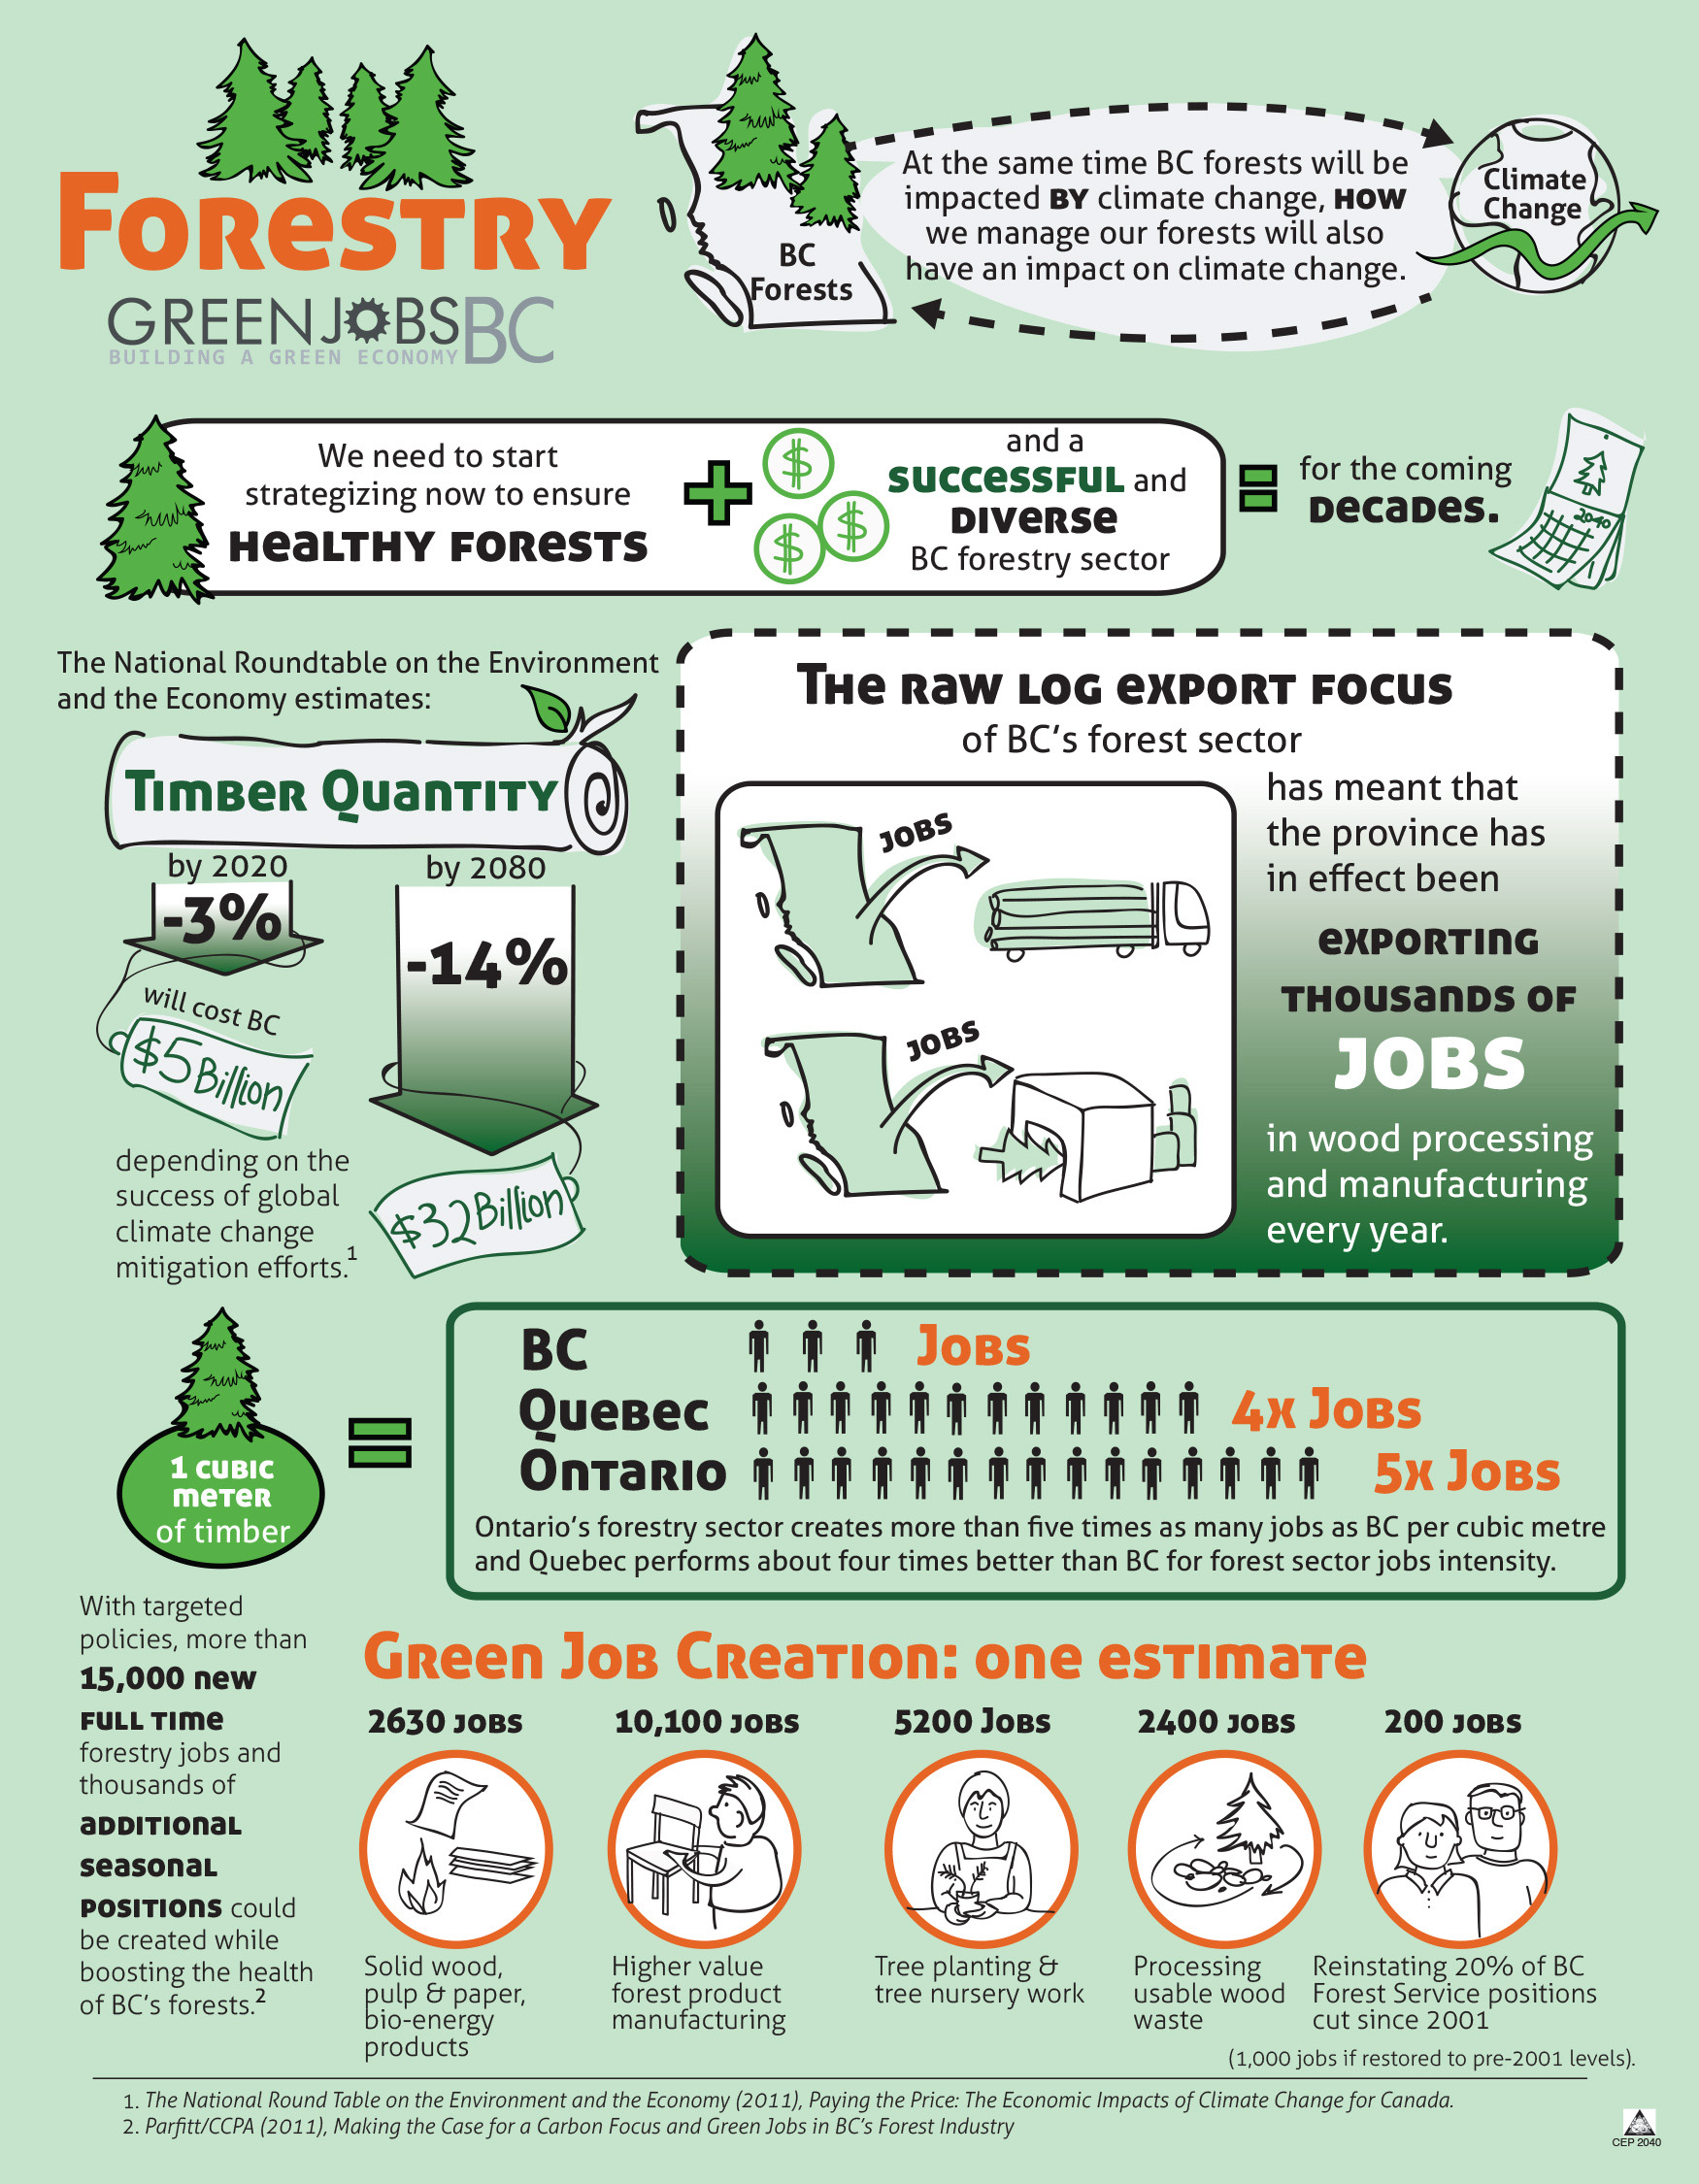 FORESTRY
GREENJOBSBC
BUILDING A GREEN ECONOMY
BC
Forests
At the same time BC forests will be
impacted BY climate change, HOW
we manage our forests will also
have an impact on climate change.
Climate
Change
We need to start
strategizing now to ensure
HEALTHY FORESTS
+
$
$
$
and a
SUCCESSFUL and
DIVERSE
BC forestry sector
=
for the coming
DECADES.
2040
The National Roundtable on the Environment
and the Economy estimates:
TIMBER QUANTITY
by 2020
-3%
will cost BC
$5 Billion
by 2080
-14%
$32 Billion
depending on the
success of global
climate change
mitigation efforts.1
THE RAW LOG EXPORT FOCUS
of BC's forest sector
JOBS
JOBS
has meant that
the province has
in effect been
EXPORTING
THOUSANDS OF
JOBS
in wood processing
and manufacturing
every year.
1 CUBIC
METER
of timber
=
BC
JOBS
QUEBEC
4X JOBS
ONTARIO
5X JOBS
Ontario's forestry sector creates more than five times as many jobs as BC per cubic metre
and Quebec performs about four times better than BC for forest sector jobs intensity.
With targeted
policies, more than
15,000 new
FULL TIME
forestry jobs and
thousands of
ADDITIONAL
SEASONAL
POSITIONS could
be created while
boosting the health
of BC's forests.2
GREEN JOB CREATION: ONE ESTIMATE
2630 JOBS
Solid wood,
pulp & paper,
bio-energy
products
10,100 JOBS
Higher value
forest product
manufacturing
5200 JOBS
Tree planting &
tree nursery work
2400 JOBS
Processing
usable wood
waste
200 JOBS
Reinstating 20% of BC
Forest Service positions
cut since 2001
(1,000 jobs if restored to pre-2001 levels).
1. The National Round Table on the Environment and the Economy (2011), Paying the Price: The Economic Impacts of Climate Change for Canada.
2. Parfitt/CCPA (2011), Making the Case for a Carbon Focus and Green Jobs in BC's Forest Industry
CEP 2040